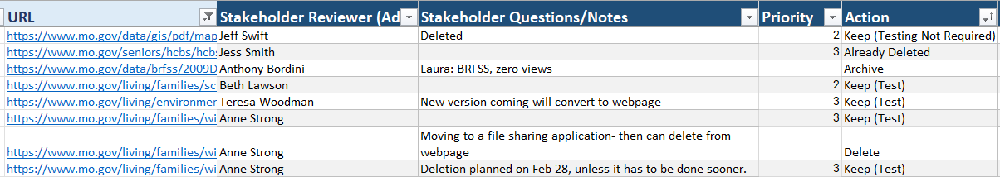 URL Stakeholder Reviewer (Ad Stakeholder Questions/Notes Priority Action
https://www.mo.gov/data/gis/pdf/map Jeff Swift Deleted 2 Keep (Testing Not Required)
https://www.mo.gov/seniors/hcbs/hcbs Jess Smith 3 Already Deleted
https://www.mo.gov/data/brfss/2009D Anthony Bordini Laura: BRFSS, zero views Archive
https://www.mo.gov/living/families/sc Beth Lawson 2 Keep (Test)
https://www.mo.gov/living/environmer Teresa Woodman New version coming will convert to webpage 3 Keep (Test)
https://www.mo.gov/living/families/wi Anne Strong 3 Keep (Test)
Moving to a file sharing application- then can delete from
https://www.mo.gov/living/families/wi Anne Strong webpage Delete
https://www.mo.gov/living/families/wi Anne Strong Deletion planned on Feb 28, unless it has to be done sooner. 3 Keep (Test)